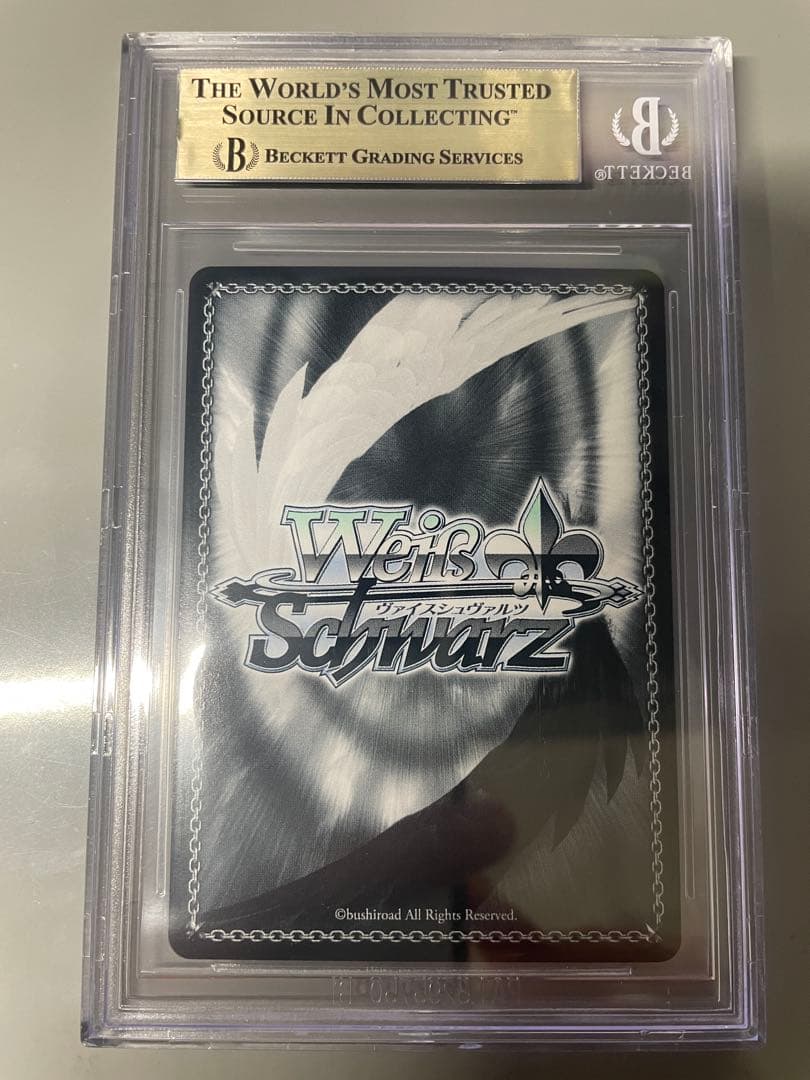 THE WORLD'S MOST TRUSTED
SOURCE IN COLLECTING™
B BECKETT GRADING SERVICES
B
BECKETT®
Weiß
ヴァイスシュヴァルツ
Schwarz
©bushiroad All Rights Reserved.